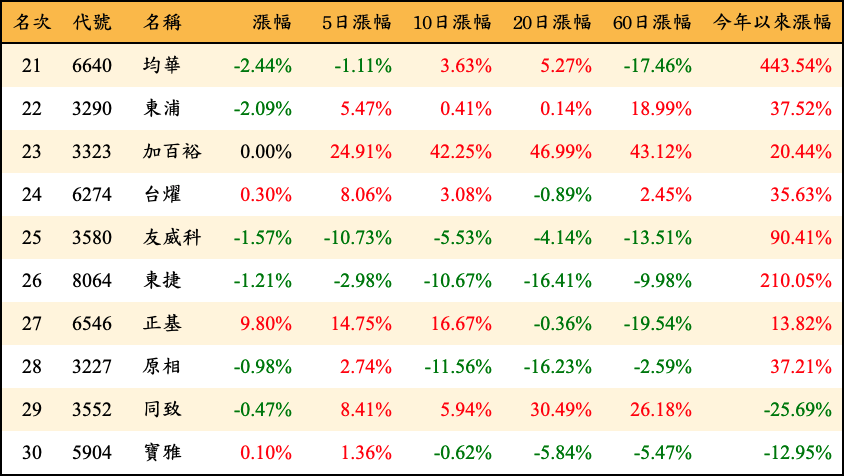 名次 代號 名稱 漲幅 5日漲幅 10日漲幅 20日漲幅 60日漲幅 今年以來漲幅
21 6640 均華 -2.44% -1.11% 3.63% 5.27% -17.46% 443.54%
22 3290 東浦 -2.09% 5.47% 0.41% 0.14% 18.99% 37.52%
23 3323 加百裕 0.00% 24.91% 42.25% 46.99% 43.12% 20.44%
24 6274 台燿 0.30% 8.06% 3.08% -0.89% 2.45% 35.63%
25 3580 友威科 -1.57% -10.73% -5.53% -4.14% -13.51% 90.41%
26 8064 東捷 -1.21% -2.98% -10.67% -16.41% -9.98% 210.05%
27 6546 正基 9.80% 14.75% 16.67% -0.36% -19.54% 13.82%
28 3227 原相 -0.98% 2.74% -11.56% -16.23% -2.59% 37.21%
29 3552 同致 -0.47% 8.41% 5.94% 30.49% 26.18% -25.69%
30 5904 寶雅 0.10% 1.36% -0.62% -5.84% -5.47% -12.95%